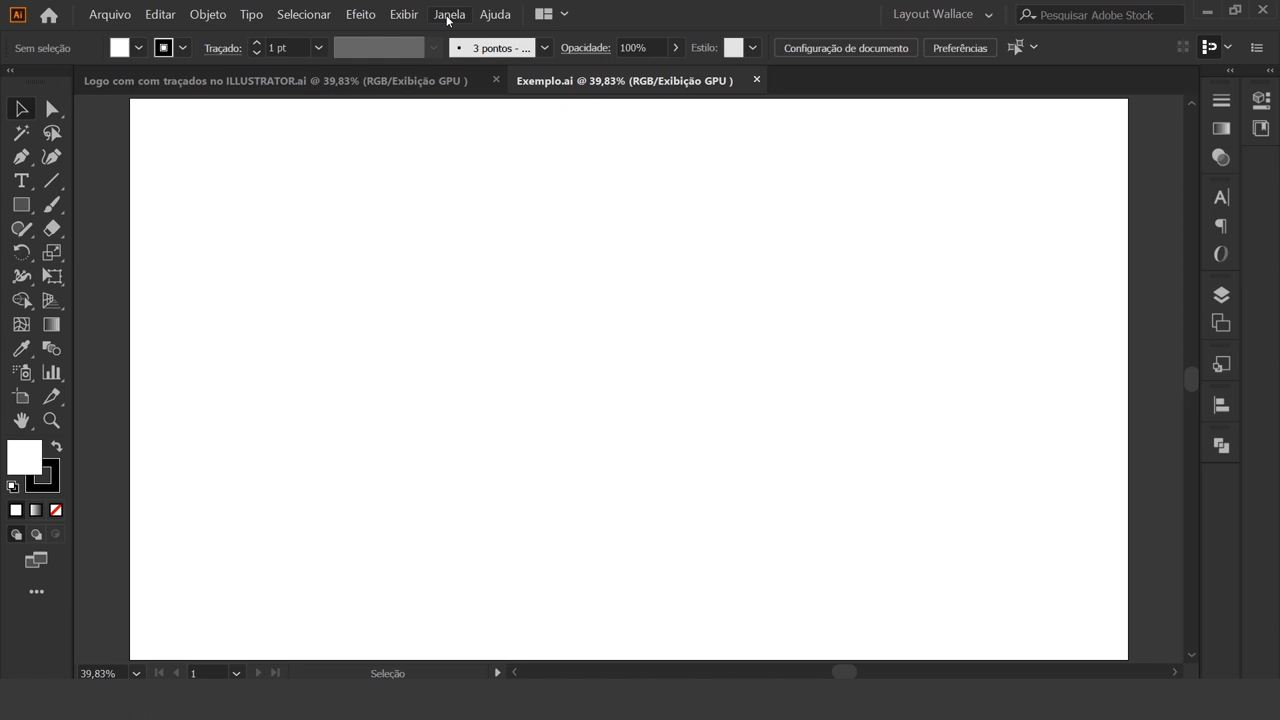 Ai Arquivo Editar Objeto Tipo Selecionar Efeito Exibir Janela Ajuda Layout Wallace Pesquisar Adobe Stock
Sem seleção Traçado: 1 pt 3 pontos - ... Opacidade: 100% Estilo: Configuração de documento Preferências
Logo com com traçados no ILLUSTRATOR.ai @ 39,83% (RGB/Exibição GPU ) Exemplo.ai @ 39,83% (RGB/Exibição GPU )
39,83% 1 Seleção